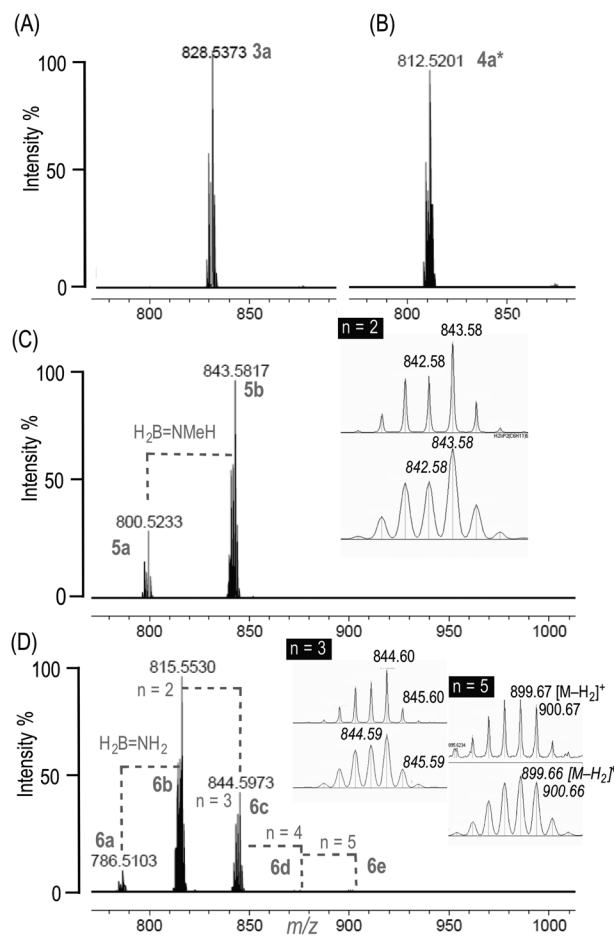 (A)
(B)
828.5373 3a
812.5201 4a*
100
50
0
Intensity %
800 850
800 850
(C)
843.5817
5b
H₂B=NMeH
800.5233
5a
100
50
0
Intensity %
n = 2
843.58
842.58
843.58
842.58
800 850 900 950 1000
(D)
815.5530
n = 2
H₂B=NH₂
6b
n = 3
844.5973
6c
6a
786.5103
n = 4
6d
n = 5
6e
100
50
0
Intensity %
n = 3
844.60
845.60
844.59
845.59
n = 5
899.67 [M–H₂]⁺
900.67
899.66 [M–H₂]⁺
900.66
800 850 900 950 1000
m/z